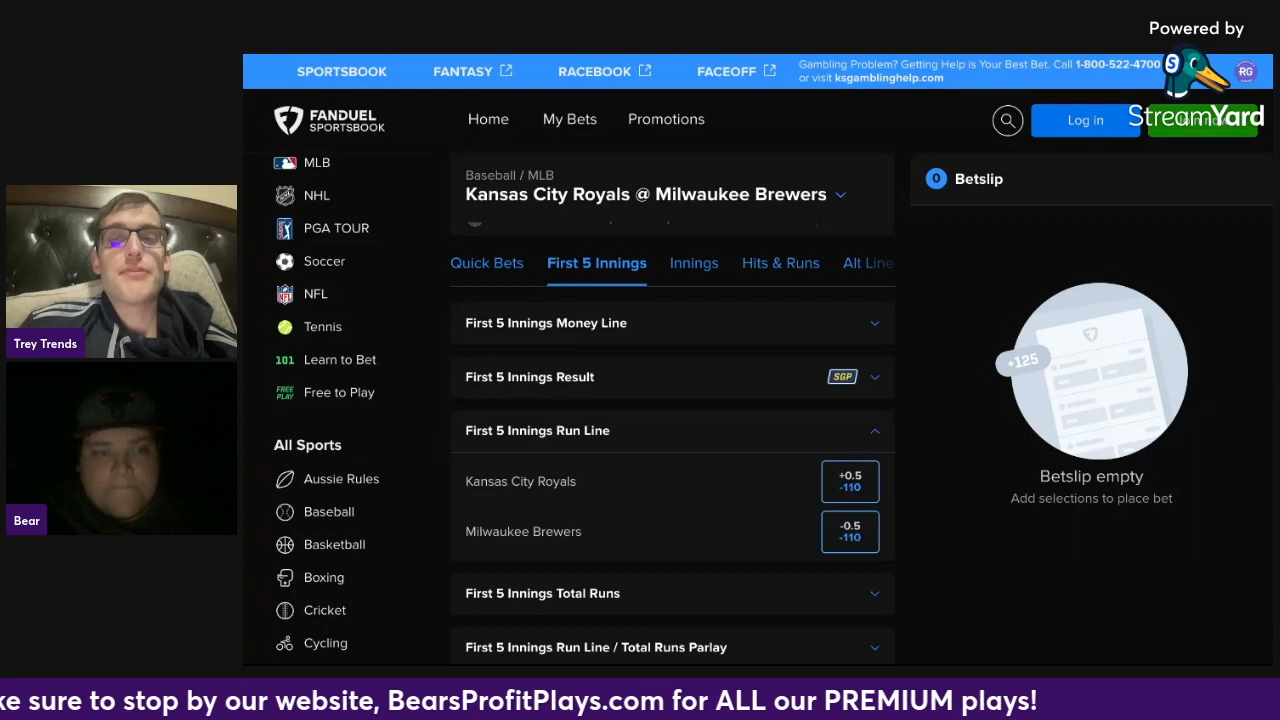 Powered by
StreamYard
SPORTSBOOK
FANTASY
RACEBOOK
FACEOFF
Gambling Problem? Getting Help is Your Best Bet. Call 1-800-522-4700
or visit ksgamblinghelp.com
RG
FANDUEL
SPORTSBOOK
Home
My Bets
Promotions
Log in
MLB
NHL
PGA TOUR
Soccer
NFL
Tennis
101 Learn to Bet
FREE PLAY Free to Play
All Sports
Aussie Rules
Baseball
Basketball
Boxing
Cricket
Cycling
Baseball / MLB
Kansas City Royals @ Milwaukee Brewers
Quick Bets
First 5 Innings
Innings
Hits & Runs
Alt Line
First 5 Innings Money Line
First 5 Innings Result
SGP
First 5 Innings Run Line
Kansas City Royals
+0.5
-110
Milwaukee Brewers
-0.5
-110
First 5 Innings Total Runs
First 5 Innings Run Line / Total Runs Parlay
0 Betslip
+125
Betslip empty
Add selections to place bet
Trey Trends
Bear
ke sure to stop by our website, BearsProfitPlays.com for ALL our PREMIUM plays!